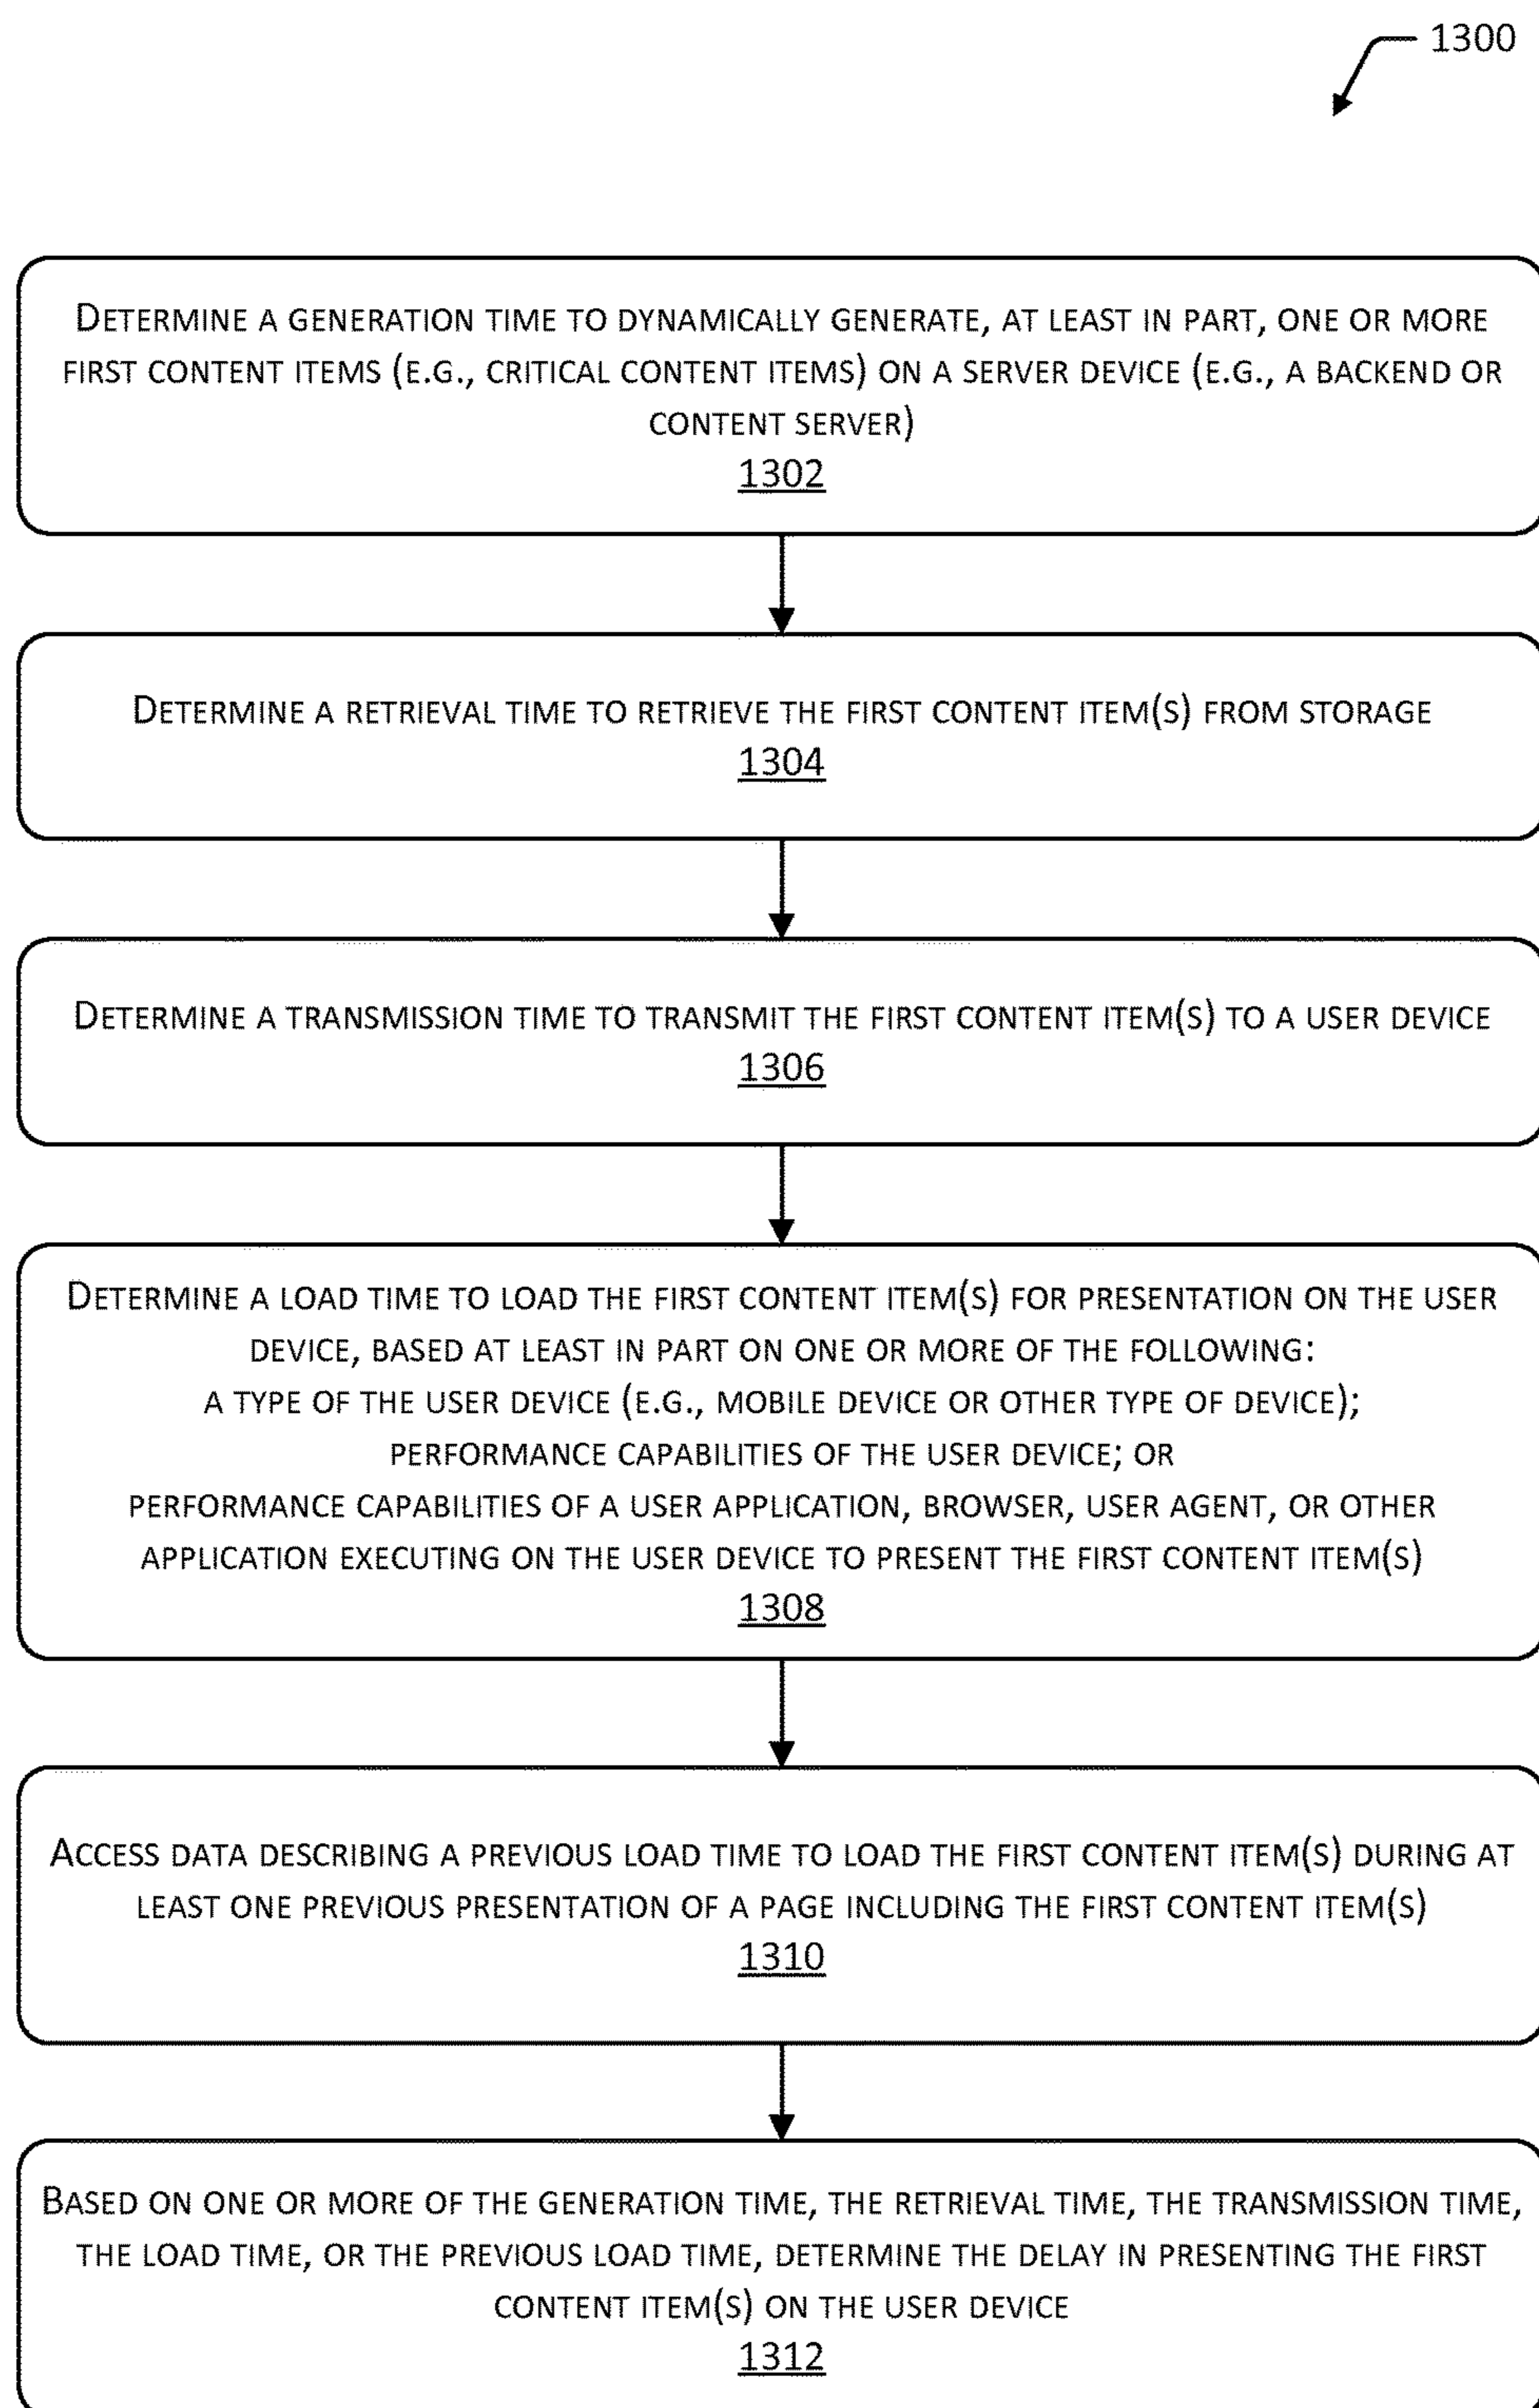 1300
DETERMINE A GENERATION TIME TO DYNAMICALLY GENERATE, AT LEAST IN PART, ONE OR MORE
FIRST CONTENT ITEMS (E.G., CRITICAL CONTENT ITEMS) ON A SERVER DEVICE (E.G., A BACKEND OR
CONTENT SERVER)
1302
DETERMINE A RETRIEVAL TIME TO RETRIEVE THE FIRST CONTENT ITEM(S) FROM STORAGE
1304
DETERMINE A TRANSMISSION TIME TO TRANSMIT THE FIRST CONTENT ITEM(S) TO A USER DEVICE
1306
DETERMINE A LOAD TIME TO LOAD THE FIRST CONTENT ITEM(S) FOR PRESENTATION ON THE USER
DEVICE, BASED AT LEAST IN PART ON ONE OR MORE OF THE FOLLOWING:
A TYPE OF THE USER DEVICE (E.G., MOBILE DEVICE OR OTHER TYPE OF DEVICE);
PERFORMANCE CAPABILITIES OF THE USER DEVICE; OR
PERFORMANCE CAPABILITIES OF A USER APPLICATION, BROWSER, USER AGENT, OR OTHER
APPLICATION EXECUTING ON THE USER DEVICE TO PRESENT THE FIRST CONTENT ITEM(S)
1308
ACCESS DATA DESCRIBING A PREVIOUS LOAD TIME TO LOAD THE FIRST CONTENT ITEM(S) DURING AT
LEAST ONE PREVIOUS PRESENTATION OF A PAGE INCLUDING THE FIRST CONTENT ITEM(S)
1310
BASED ON ONE OR MORE OF THE GENERATION TIME, THE RETRIEVAL TIME, THE TRANSMISSION TIME,
THE LOAD TIME, OR THE PREVIOUS LOAD TIME, DETERMINE THE DELAY IN PRESENTING THE FIRST
CONTENT ITEM(S) ON THE USER DEVICE
1312